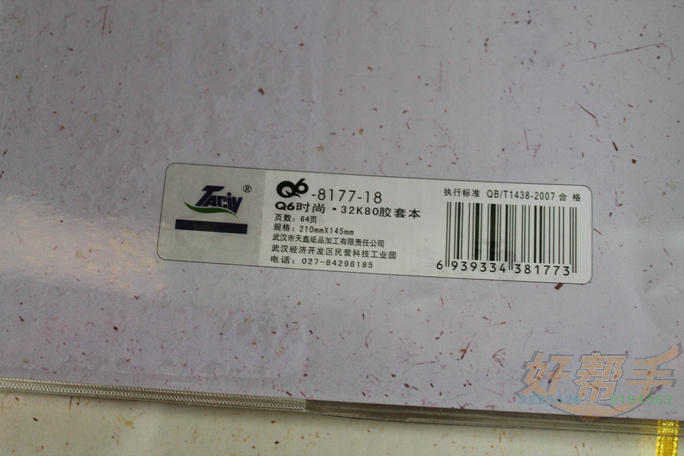 Q6-8177-18
Q6时尚·32K80胶套本
页数：64页
规格：210mmX145mm
武汉市天鑫纸品加工有限责任公司
武汉经济开发区民营科技工业园
电话：027-84298185
执行标准 QB/T1438-2007 合格
6 939334 381773
好帮手